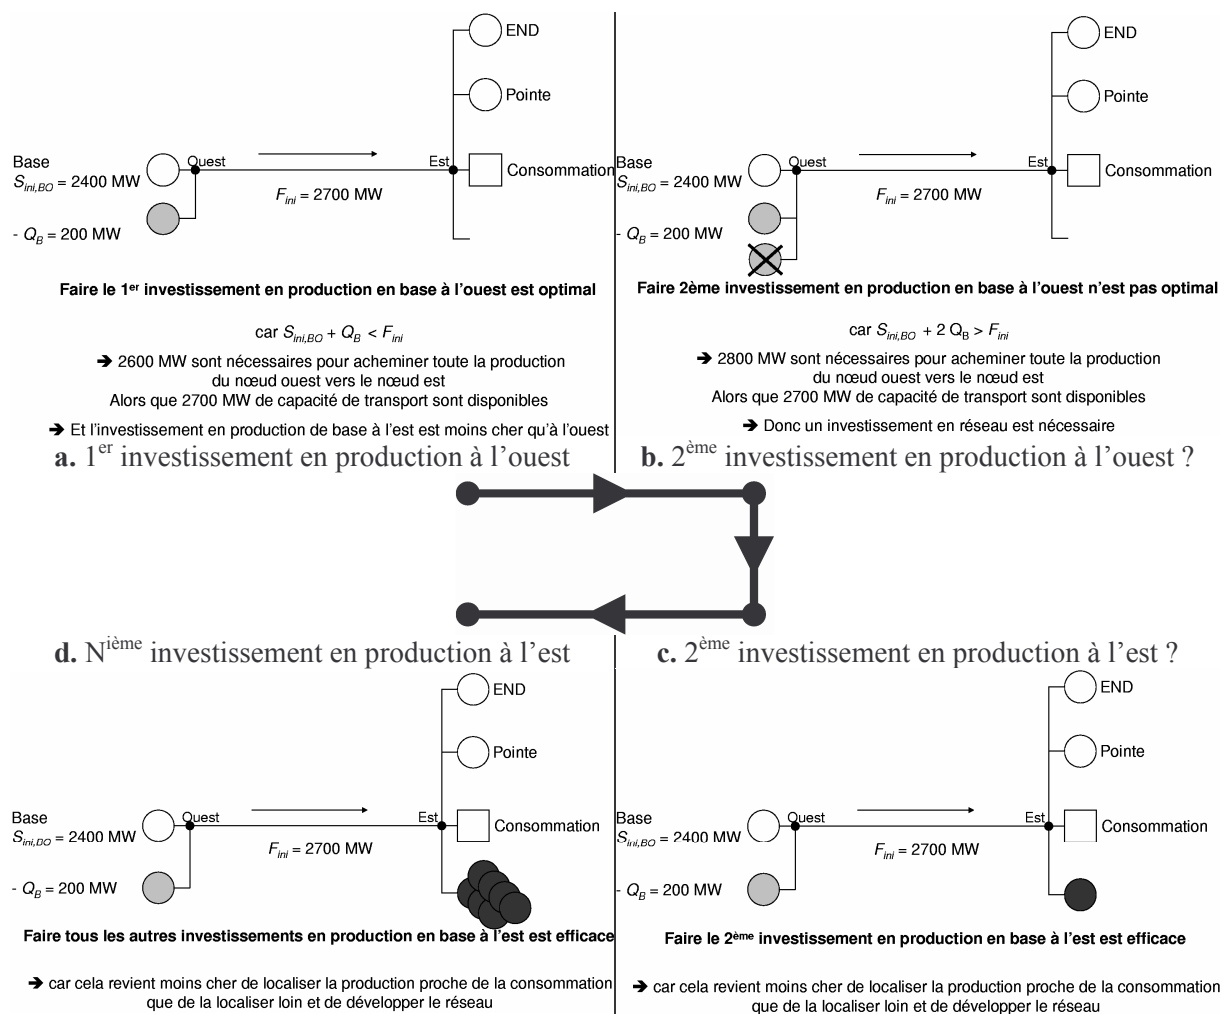 END
Pointe
Base
Ouest
Est
Consommation
S_ini,BO = 2400 MW
F_ini = 2700 MW
- Q_B = 200 MW
Faire le 1er investissement en production en base à l'ouest est optimal
car S_ini,BO + Q_B < F_ini
➔ 2600 MW sont nécessaires pour acheminer toute la production
du nœud ouest vers le nœud est
Alors que 2700 MW de capacité de transport sont disponibles
➔ Et l'investissement en production de base à l'est est moins cher qu'à l'ouest
a. 1er investissement en production à l'ouest
END
Pointe
Base
Ouest
Est
Consommation
S_ini,BO = 2400 MW
F_ini = 2700 MW
- Q_B = 200 MW
Faire 2ème investissement en production en base à l'ouest n'est pas optimal
car S_ini,BO + 2 Q_B > F_ini
➔ 2800 MW sont nécessaires pour acheminer toute la production
du nœud ouest vers le nœud est
Alors que 2700 MW de capacité de transport sont disponibles
➔ Donc un investissement en réseau est nécessaire
b. 2ème investissement en production à l'ouest ?
d. Nième investissement en production à l'est
END
Pointe
Base
Ouest
Est
Consommation
S_ini,BO = 2400 MW
F_ini = 2700 MW
- Q_B = 200 MW
Faire tous les autres investissements en production en base à l'est est efficace
➔ car cela revient moins cher de localiser la production proche de la consommation
que de la localiser loin et de développer le réseau
c. 2ème investissement en production à l'est ?
END
Pointe
Base
Ouest
Est
Consommation
S_ini,BO = 2400 MW
F_ini = 2700 MW
- Q_B = 200 MW
Faire le 2ème investissement en production en base à l'est est efficace
➔ car cela revient moins cher de localiser la production proche de la consommation
que de la localiser loin et de développer le réseau